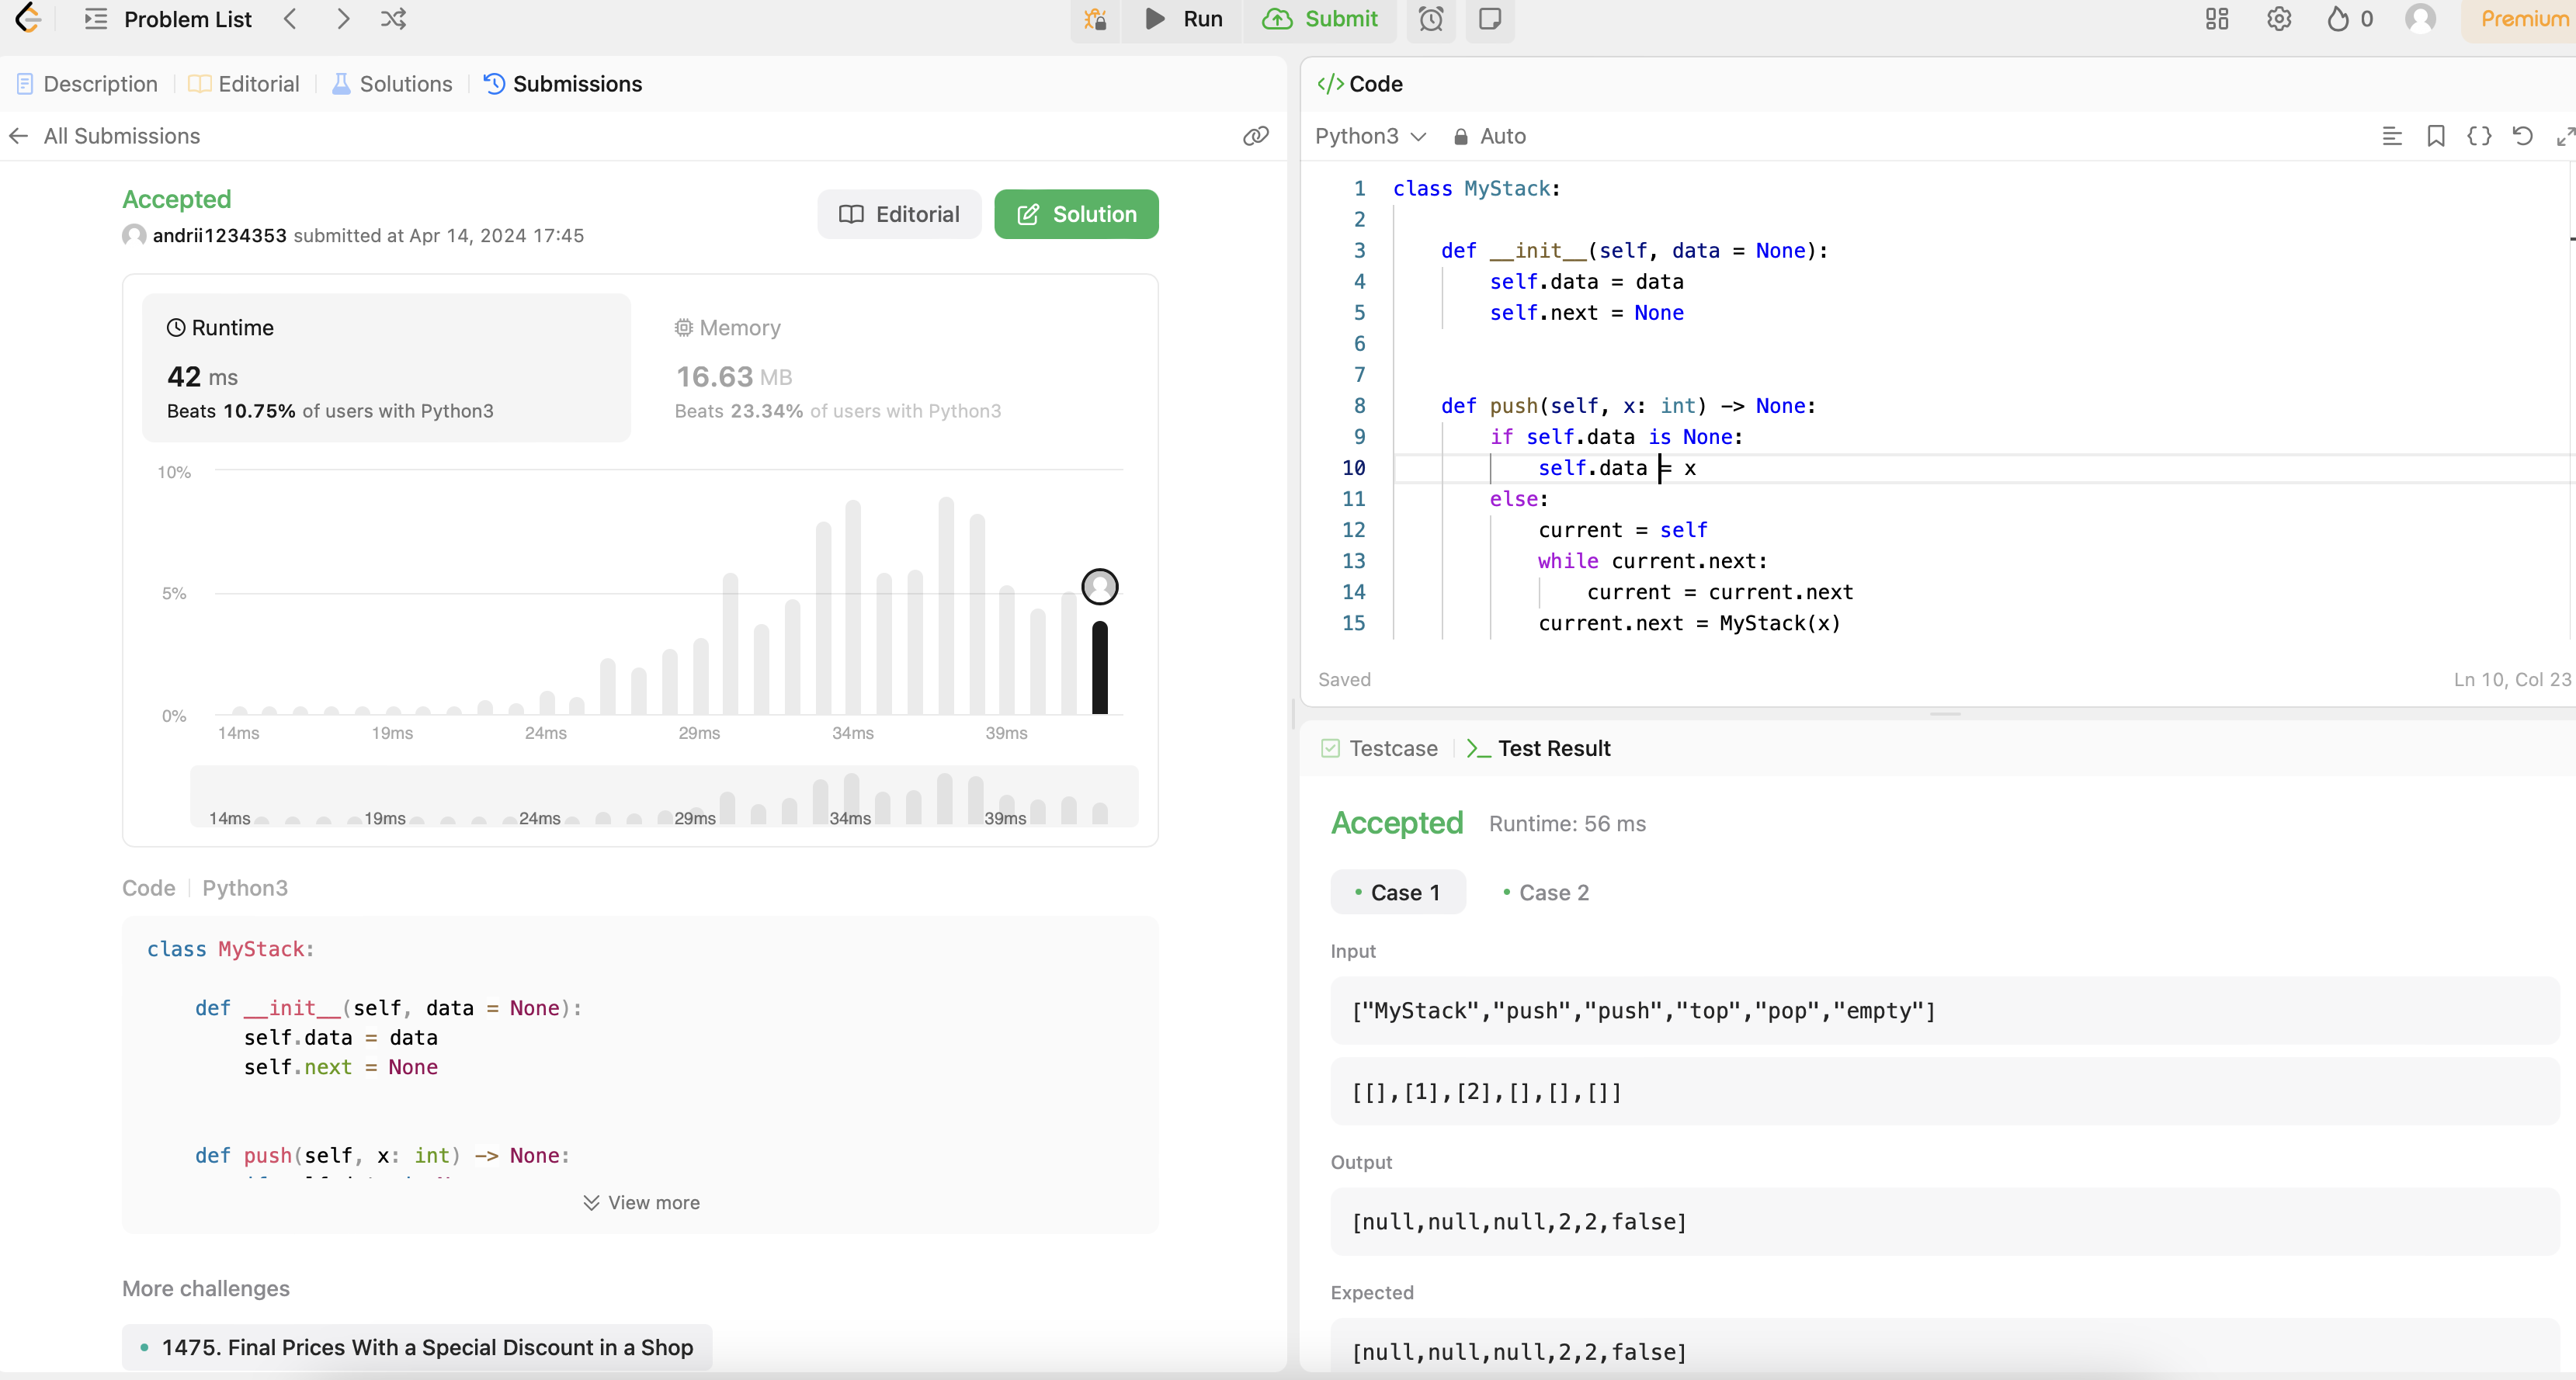 Problem List
Run
Submit
0
Premium
Description
Editorial
Solutions
Submissions
All Submissions
Accepted
andrii1234353 submitted at Apr 14, 2024 17:45
Editorial
Solution
Runtime
42 ms
Beats 10.75% of users with Python3
Memory
16.63 MB
Beats 23.34% of users with Python3
10%
5%
0%
14ms 19ms 24ms 29ms 34ms 39ms
14ms 19ms 24ms 29ms 34ms 39ms
Code
Python3
class MyStack:
def __init__(self, data = None):
self.data = data
self.next = None
def push(self, x: int) -> None:
View more
More challenges
1475. Final Prices With a Special Discount in a Shop
</> Code
Python3
Auto
1 class MyStack:
2
3 def __init__(self, data = None):
4 self.data = data
5 self.next = None
6
7
8 def push(self, x: int) -> None:
9 if self.data is None:
10 self.data = x
11 else:
12 current = self
13 while current.next:
14 current = current.next
15 current.next = MyStack(x)
Saved
Ln 10, Col 23
Testcase
>_ Test Result
Accepted
Runtime: 56 ms
Case 1
Case 2
Input
["MyStack","push","push","top","pop","empty"]
[[],[1],[2],[],[],[]]
Output
[null,null,null,2,2,false]
Expected
[null,null,null,2,2,false]